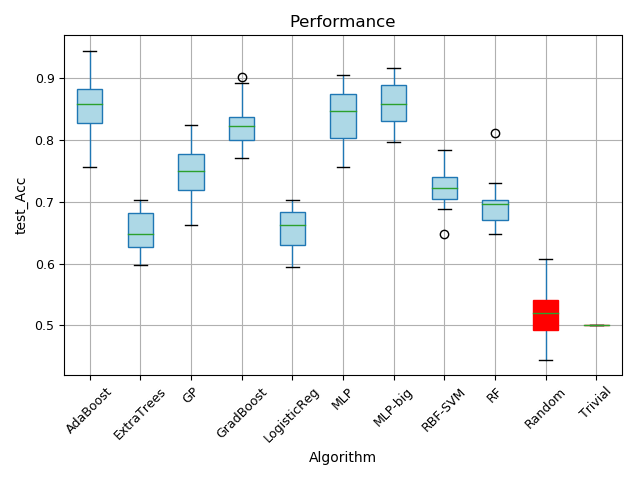 Performance
test_Acc
0.9
0.8
0.7
0.6
0.5
AdaBoost
ExtraTrees
GP
GradBoost
LogisticReg
MLP
MLP-big
RBF-SVM
RF
Random
Trivial
Algorithm